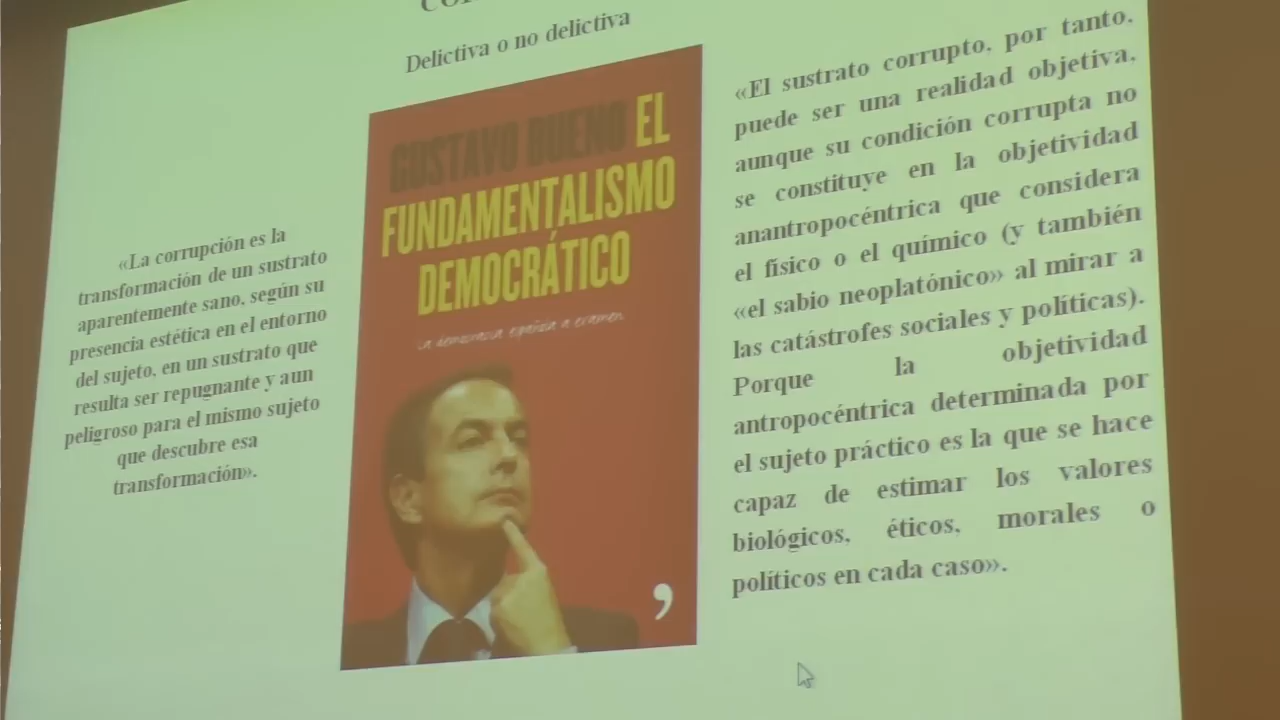 Delictiva o no delictiva
«La corrupción es la
transformación de un sustrato
aparentemente sano, según su
presencia estética en el entorno
del sujeto, en un sustrato que
resulta ser repugnante y aun
peligroso para el mismo sujeto
que descubre esa
transformación».
GUSTAVO BUENO EL
FUNDAMENTALISMO
DEMOCRÁTICO
La democracia española a examen
«El sustrato corrupto, por tanto,
puede ser una realidad objetiva,
aunque su condición corrupta no
se constituye en la objetividad
anantropocéntrica que considera
el físico o el químico (y también
«el sabio neoplatónico» al mirar a
las catástrofes sociales y políticas).
Porque la objetividad
antropocéntrica determinada por
el sujeto práctico es la que se hace
capaz de estimar los valores
biológicos, éticos, morales o
políticos en cada caso».